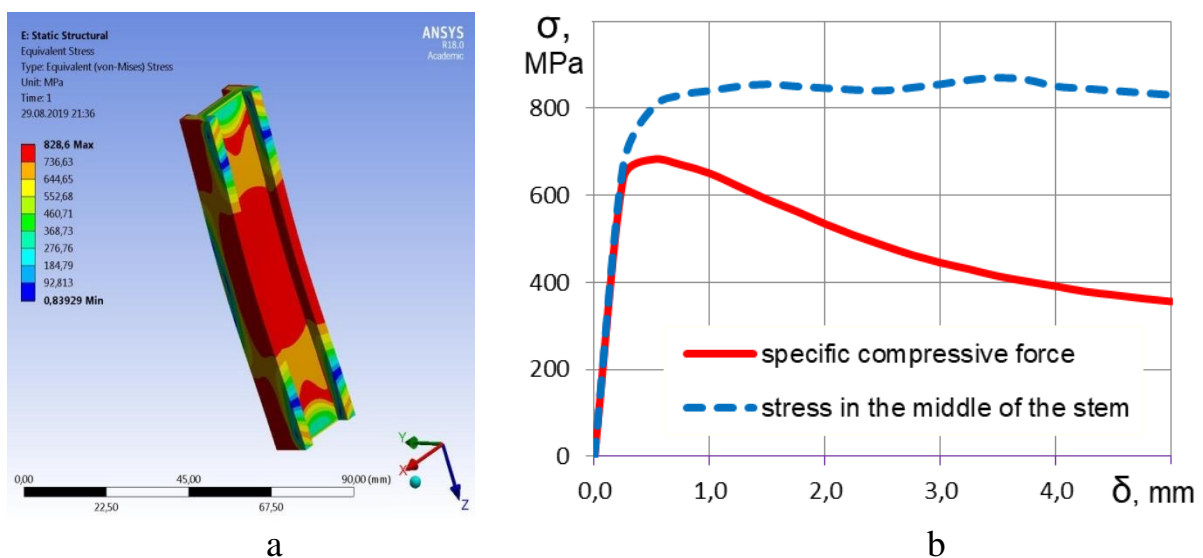 E: Static Structural
Equivalent Stress
Type: Equivalent (von-Mises) Stress
Unit: MPa
Time: 1
29.08.2019 21:36
828,6 Max
736,63
644,65
552,68
460,71
368,73
276,76
184,79
92,813
0,83929 Min
ANSYS
R18.0
Academic
Y
X
Z
0,00 45,00 90,00 (mm)
22,50 67,50
a
σ,
MPa
800
600
400
200
0
specific compressive force
stress in the middle of the stem
0,0 1,0 2,0 3,0 4,0 δ, mm
b